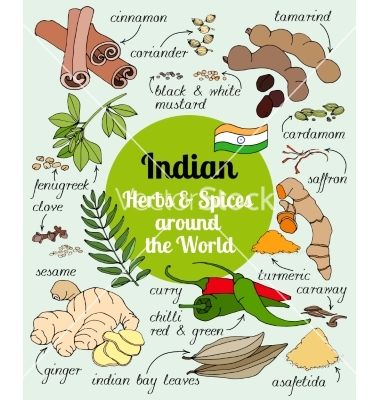 cinnamon
tamarind
coriander
black & white
mustard
cardamom
Indian
Herbs & Spices
around
the World
fenugreek
saffron
clove
sesame
turmeric
curry
caraway
chilli
red & green
ginger
indian bay leaves
asafetida
VectorStock